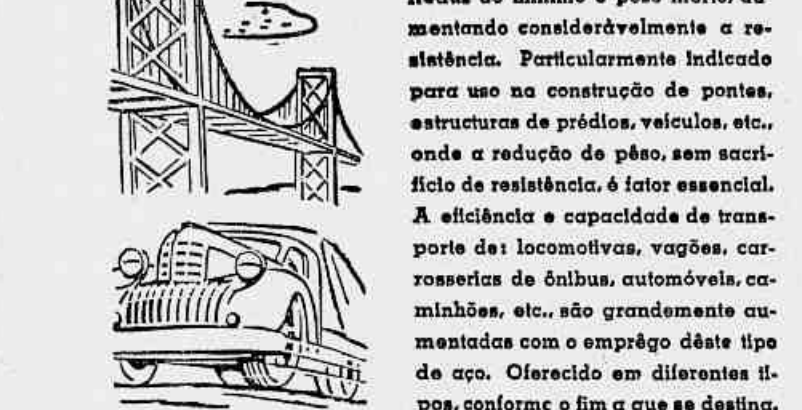 mentando considerávelmente a re-
sistência. Particularmente indicado
para uso na construção de pontes,
estructuras de prédios, veículos, etc.,
onde a redução de pêso, sem sacri-
fício de resistência, é fator essencial.
A eficiência e capacidade de trans-
porte de: locomotivas, vagões, car-
rosserias de ônibus, automóveis, ca-
minhões, etc., são grandemente au-
mentadas com o emprêgo dêste tipo
de aço. Oferecido em diferentes ti-
pos, conforme o fim a que se destina.